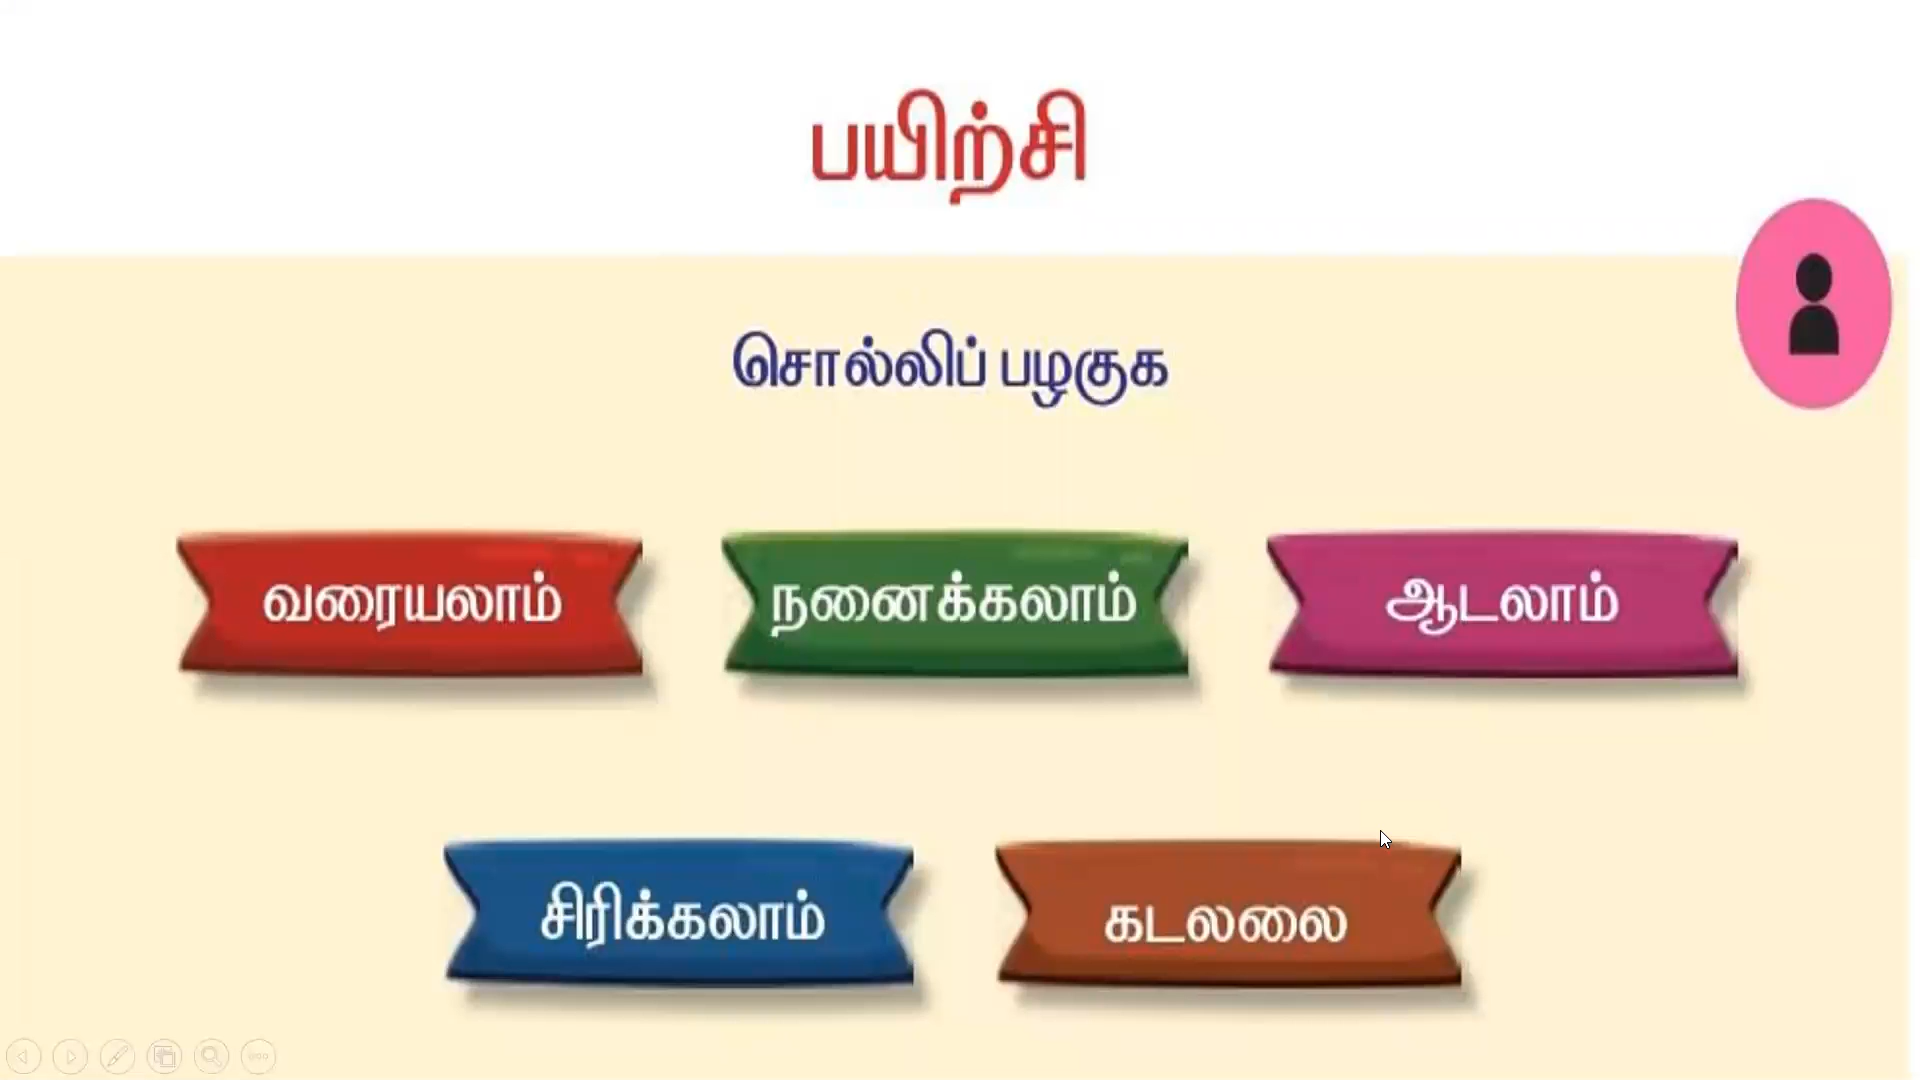 பயிற்சி
சொல்லிப் பழகுக
வரையலாம் நனைக்கலாம் ஆடலாம்
சிரிக்கலாம் கடலலை